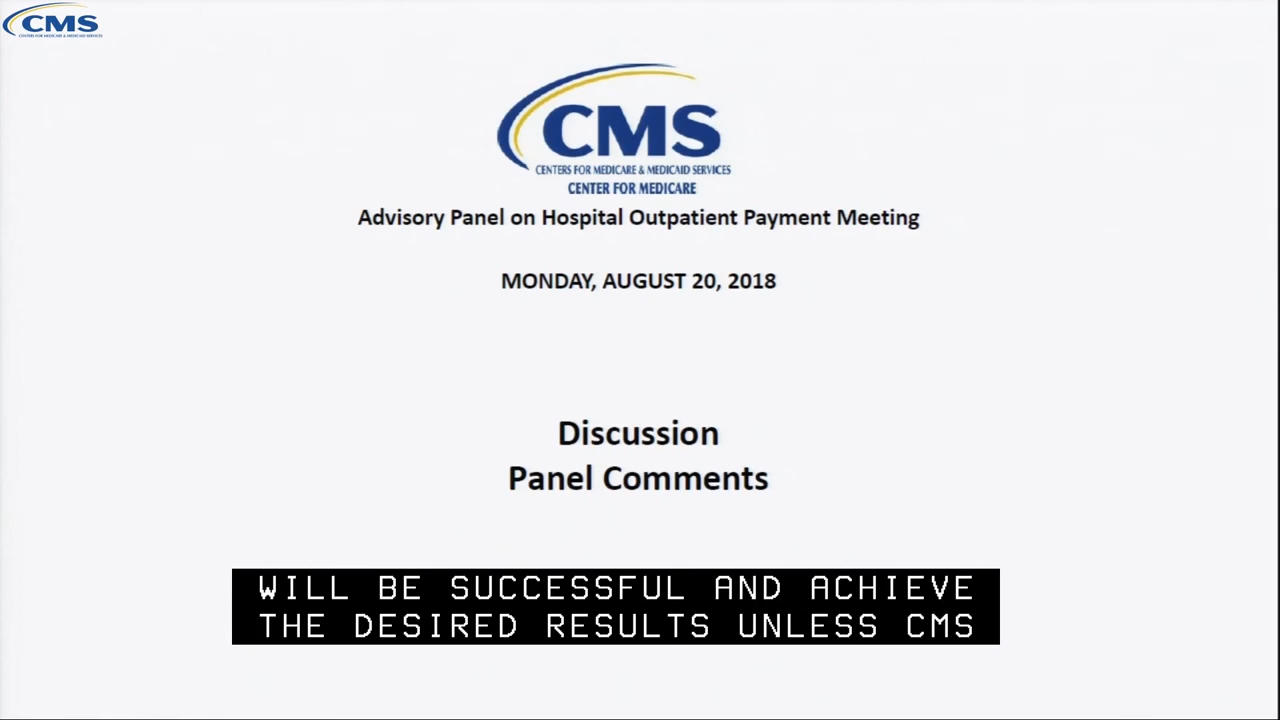 CMS
CENTERS FOR MEDICARE & MEDICAID SERVICES
CMS
CENTERS FOR MEDICARE & MEDICAID SERVICES
CENTER FOR MEDICARE
Advisory Panel on Hospital Outpatient Payment Meeting
MONDAY, AUGUST 20, 2018
Discussion
Panel Comments
WILL BE SUCCESSFUL AND ACHIEVE
THE DESIRED RESULTS UNLESS CMS